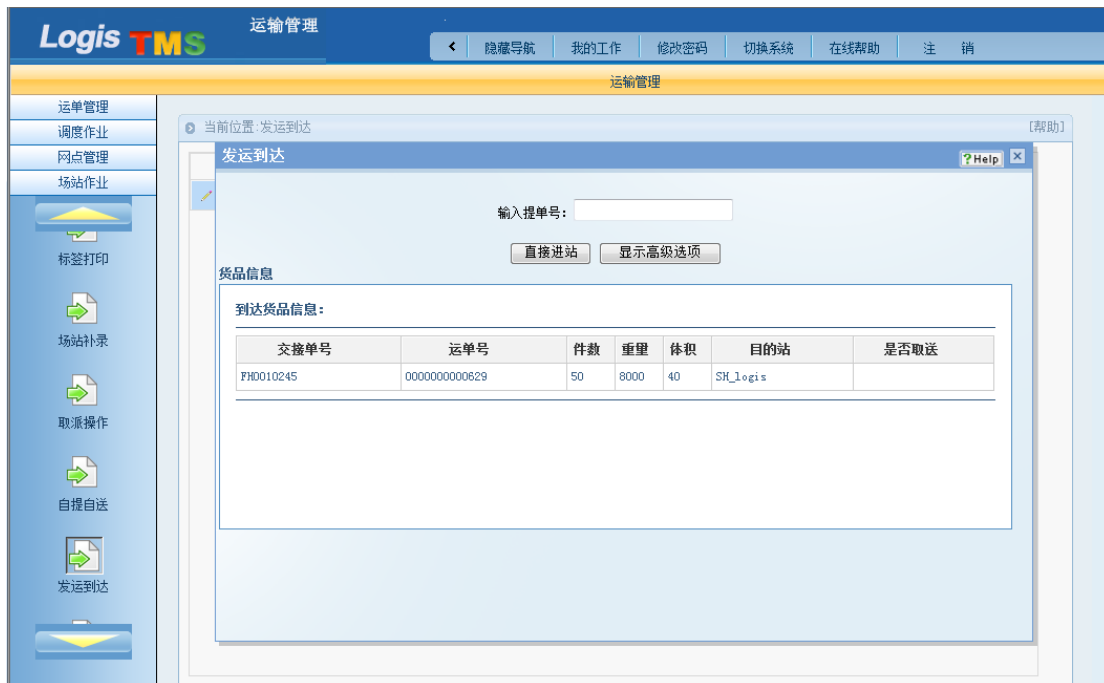 Logis TMS
运输管理
隐藏导航 我的工作 修改密码 切换系统 在线帮助 注 销
运输管理
运单管理
调度作业
网点管理
场站作业
标签打印
场站补录
取派操作
自提自送
发运到达
当前位置:发运到达 [帮助]
发运到达 ?Help
输入提单号:
直接进站 显示高级选项
货品信息
到达货品信息:
交接单号 运单号 件数 重量 体积 目的站 是否取送
FH0010245 0000000000629 50 8000 40 SH_logis